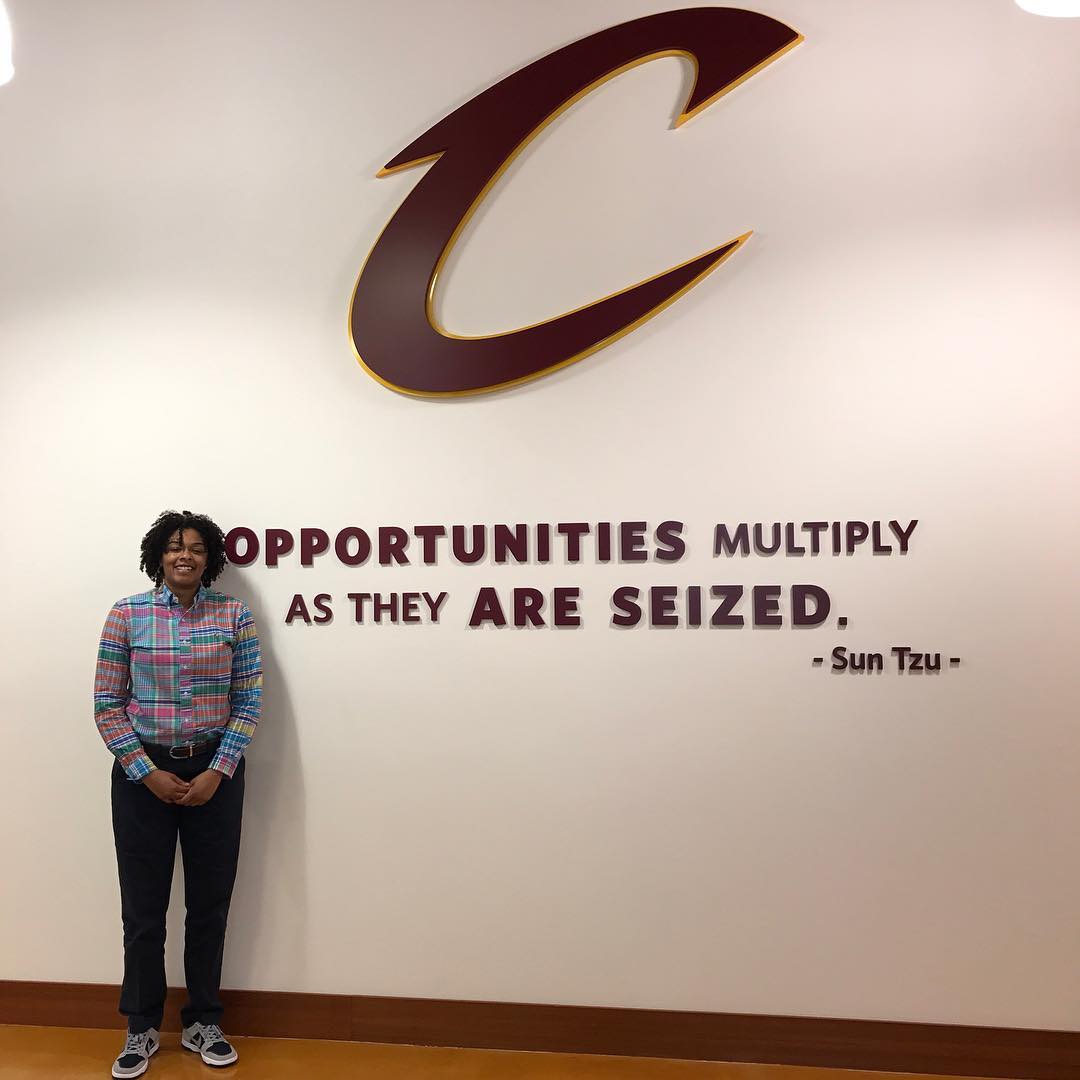 C
OPPORTUNITIES MULTIPLY
AS THEY ARE SEIZED.
- Sun Tzu -